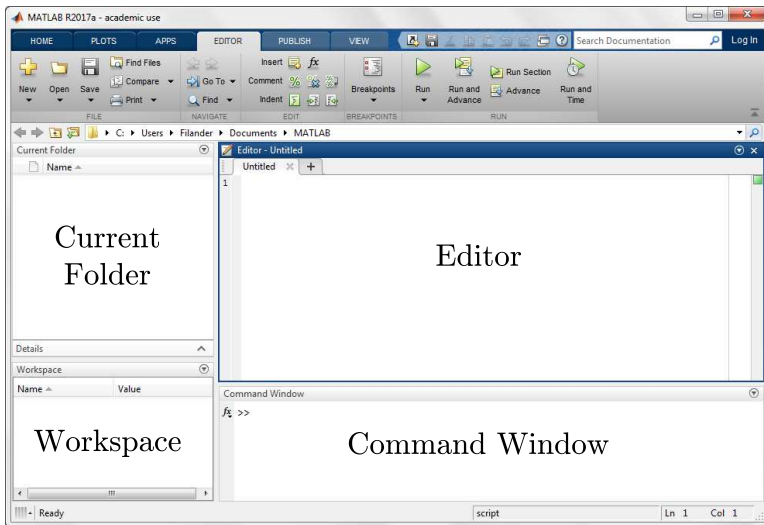 MATLAB R2017a - academic use
HOME PLOTS APPS EDITOR PUBLISH VIEW Search Documentation Log In
New Open Save Find Files Compare Print
Go To Find
Insert fx Comment % Indent
Breakpoints
Run Run and Advance Run Section Advance Run and Time
FILE NAVIGATE EDIT BREAKPOINTS RUN
C: Users Filander Documents MATLAB
Current Folder
Name
Editor - Untitled
Untitled +
1
Current
Folder
Editor
Details
Workspace
Name Value
Workspace
Command Window
fx >>
Command Window
Ready script Ln 1 Col 1